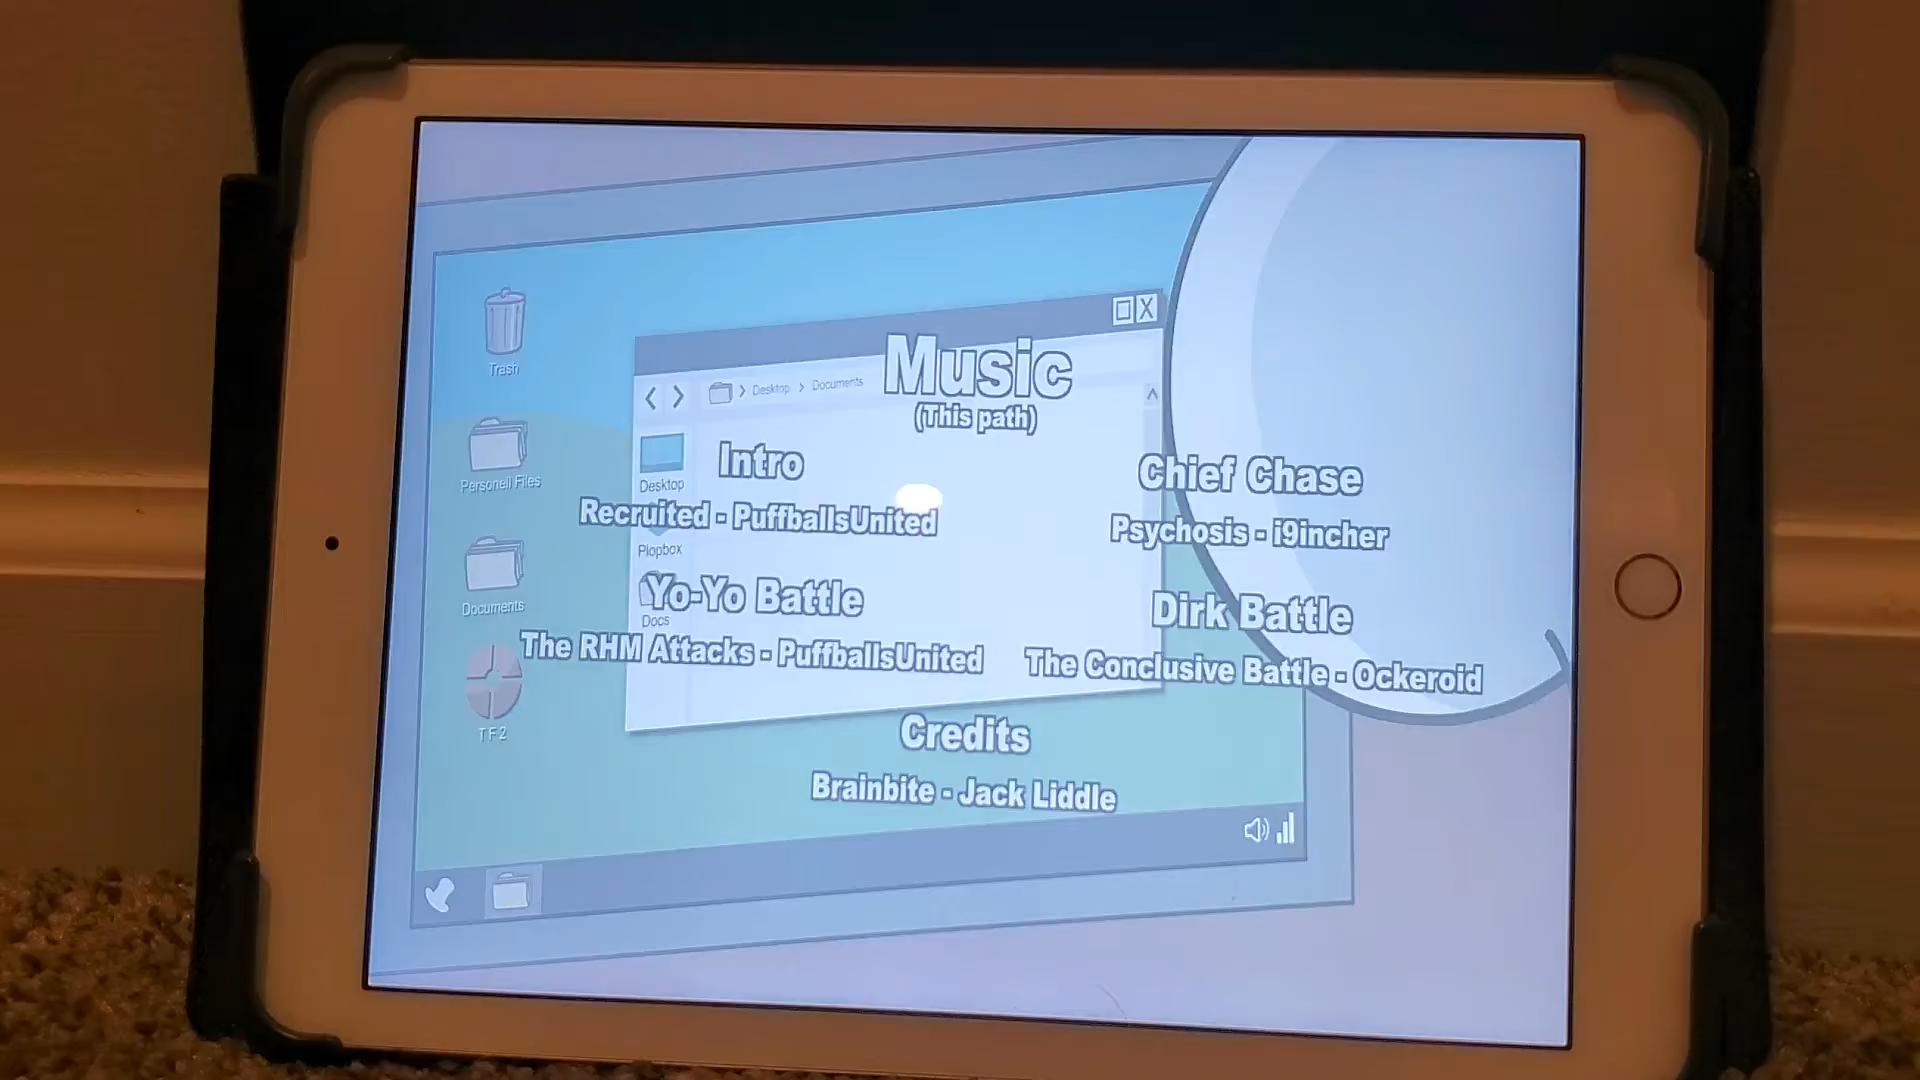 Trash
Personell Files
Documents
TF2
Desktop > Documents
Desktop
Plopbox
Docs
Music
(This path)
Intro
Recruited - PuffballsUnited
Chief Chase
Psychosis - i9incher
Yo-Yo Battle
The RHM Attacks - PuffballsUnited
Dirk Battle
The Conclusive Battle - Ockeroid
Credits
Brainbite - Jack Liddle